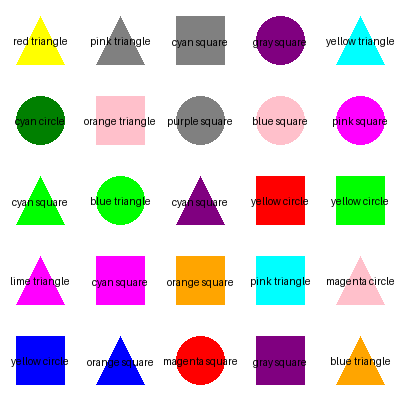 red triangle pink triangle cyan square gray square yellow triangle
cyan circle orange triangle purple square blue square pink square
cyan square blue triangle cyan square yellow circle yellow circle
lime triangle cyan square orange square pink triangle magenta circle
yellow circle orange square magenta square gray square blue triangle